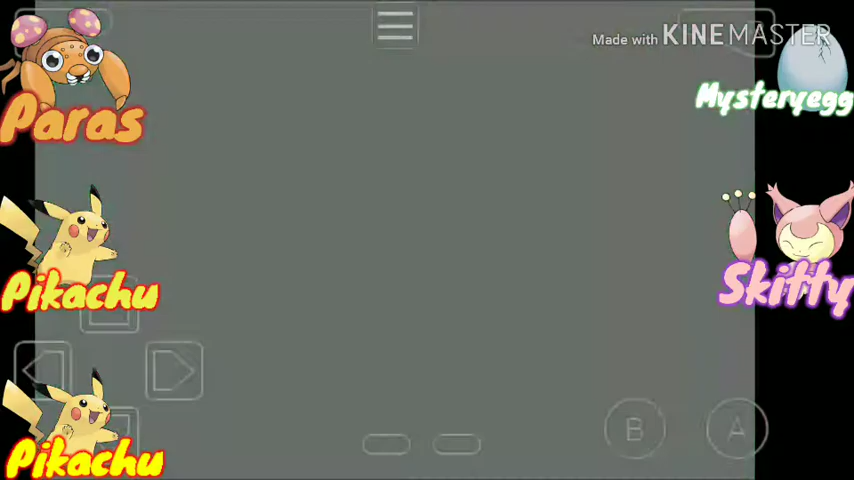 Made with KINEMASTER
Paras
Mysteryegg
Pikachu
Skitty
B
A
Pikachu